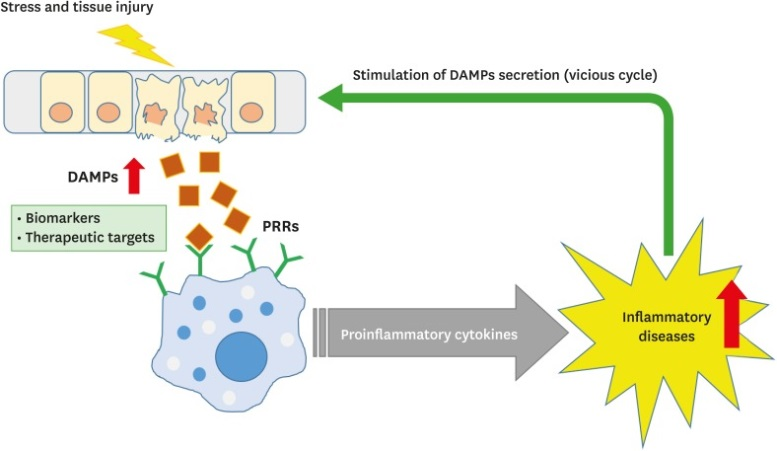 Stress and tissue injury
Stimulation of DAMPs secretion (vicious cycle)
DAMPs
• Biomarkers
• Therapeutic targets
PRRs
Proinflammatory cytokines
Inflammatory
diseases